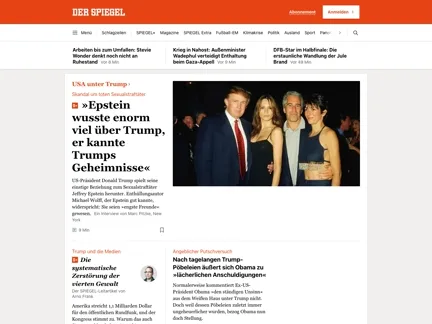 DER SPIEGEL
Abonnement
Anmelden ›
Menü
Schlagzeilen
SPIEGEL+
Magazine
SPIEGEL Extra
Fußball-EM
Klimakrise
Politik
Ausland
Sport
Arbeiten bis zum Umfallen: Stevie
Wonder denkt noch nicht an
Ruhestand Vor 6 Min
Krieg in Nahost: Außenminister
Wadephul verteidigt Enthaltung
beim Gaza-Appell Vor 9 Min
DFB-Star im Halbfinale: Die
erstaunliche Wandlung der Jule
Brand
USA unter Trump ›
Skandal um toten Sexualstraftäter
»Epstein
wusste enorm
viel über Trump,
er kannte
Trumps
Geheimnisse«
US-Präsident Donald Trump spielt seine
einstige Beziehung zum Sexualstraftäter
Jeffrey Epstein herunter. Enthüllungsautor
Michael Wolff, der Epstein gut kannte,
widerspricht: Sie seien »engste Freunde«
gewesen. Ein Interview von Marc Pitzke, New
York
9 Min
Trump und die Medien
Die
systematische
Zerstörung der
vierten Gewalt
Der SPIEGEL-Leitartikel von
Amerika streicht 1,1 Milliarden Dollar
für den öffentlichen Rundfunk, und der
Kongress stimmt zu. Warum das auch
Angeblicher Putschversuch
Nach tagelangen Trump-
Pöbeleien äußert sich Obama zu
»lächerlichen Anschuldigungen«
Normalerweise kommentiert Ex-US-
Präsident Obama »den ständigen Unsinn«
aus dem Weißen Haus unter Trump nicht.
Doch weil dessen Pöbeleien zuletzt immer
ungeheuerlicher wurden, bezog Obama nun
doch Stellung.